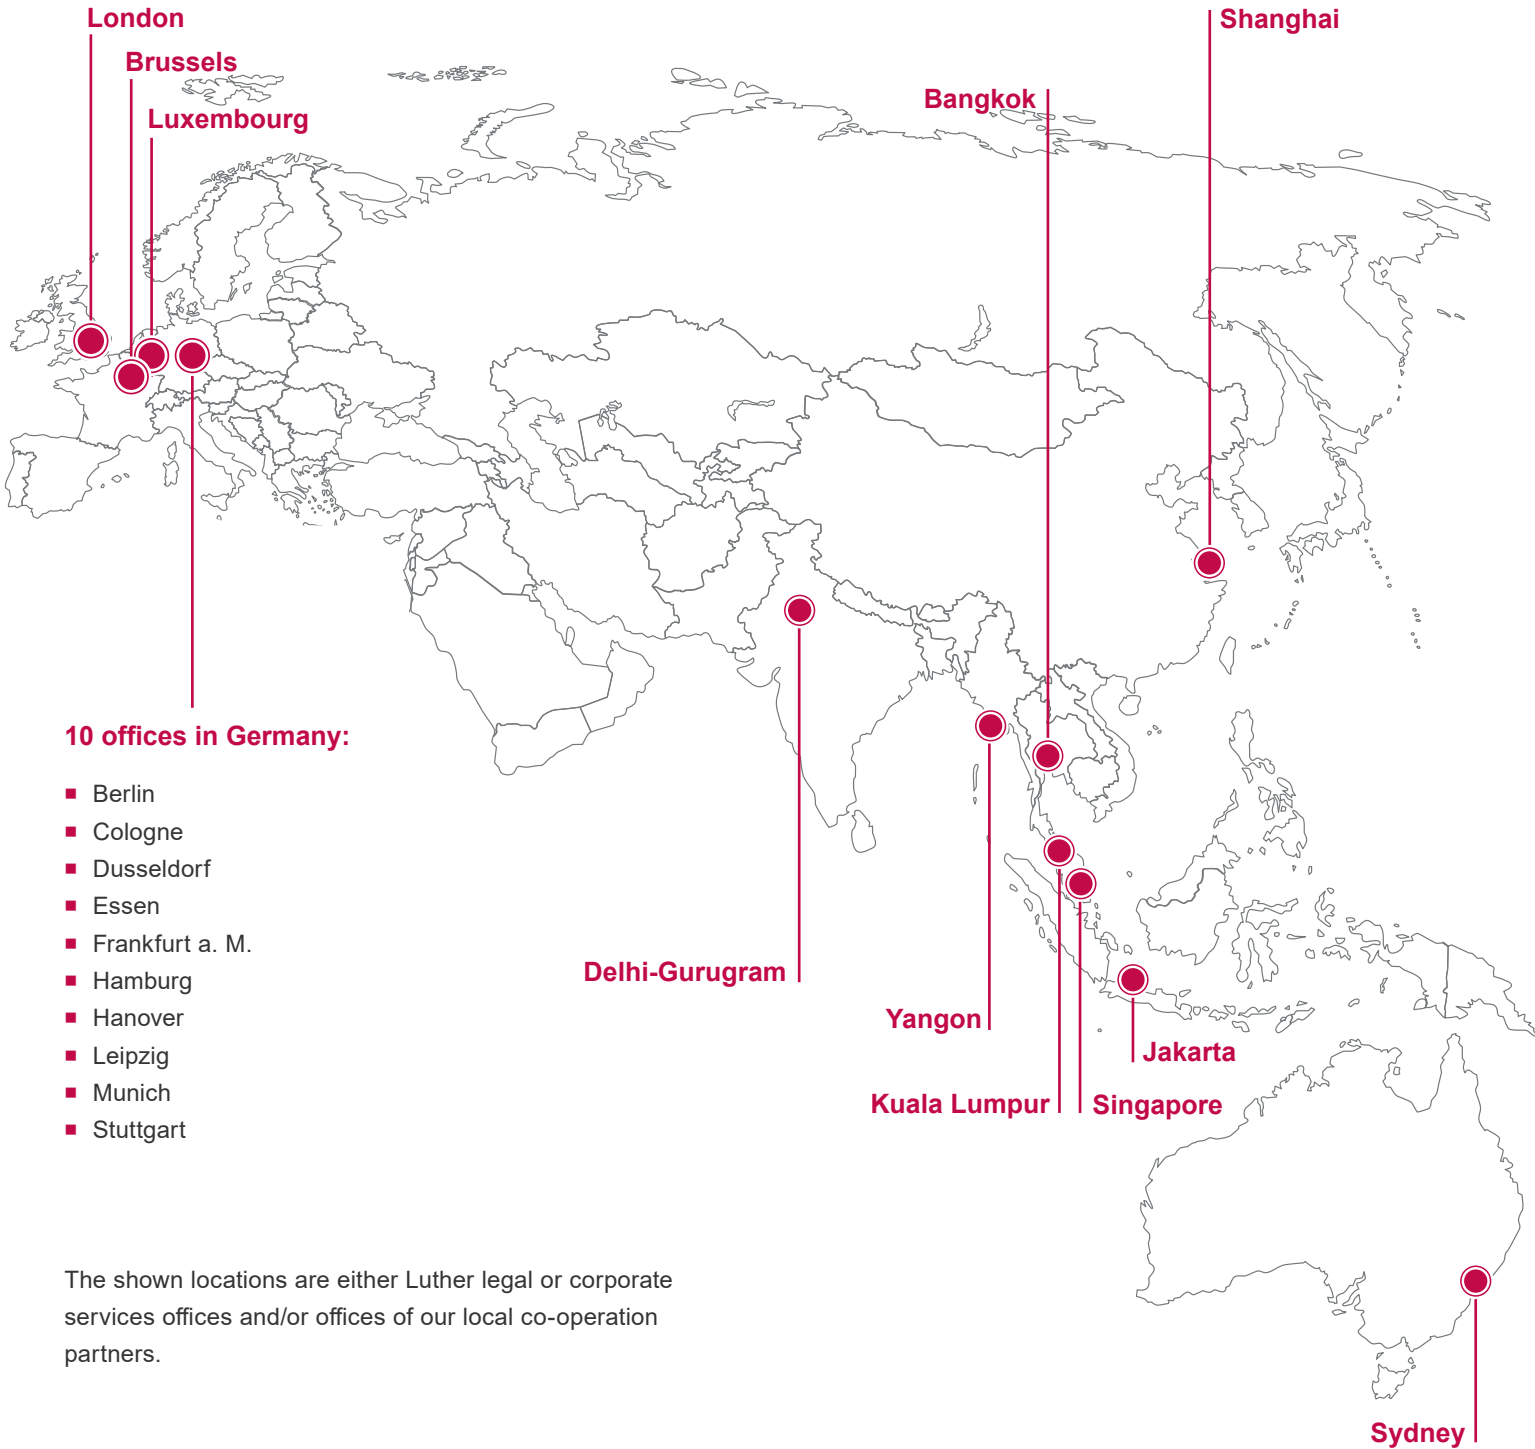 London
Shanghai
Brussels
Bangkok
Luxembourg
10 offices in Germany:
Berlin
Cologne
Dusseldorf
Essen
Frankfurt a. M.
Hamburg
Hanover
Leipzig
Munich
Stuttgart
Delhi-Gurugram
Yangon
Jakarta
Kuala Lumpur
Singapore
The shown locations are either Luther legal or corporate
services offices and/or offices of our local co-operation
partners.
Sydney